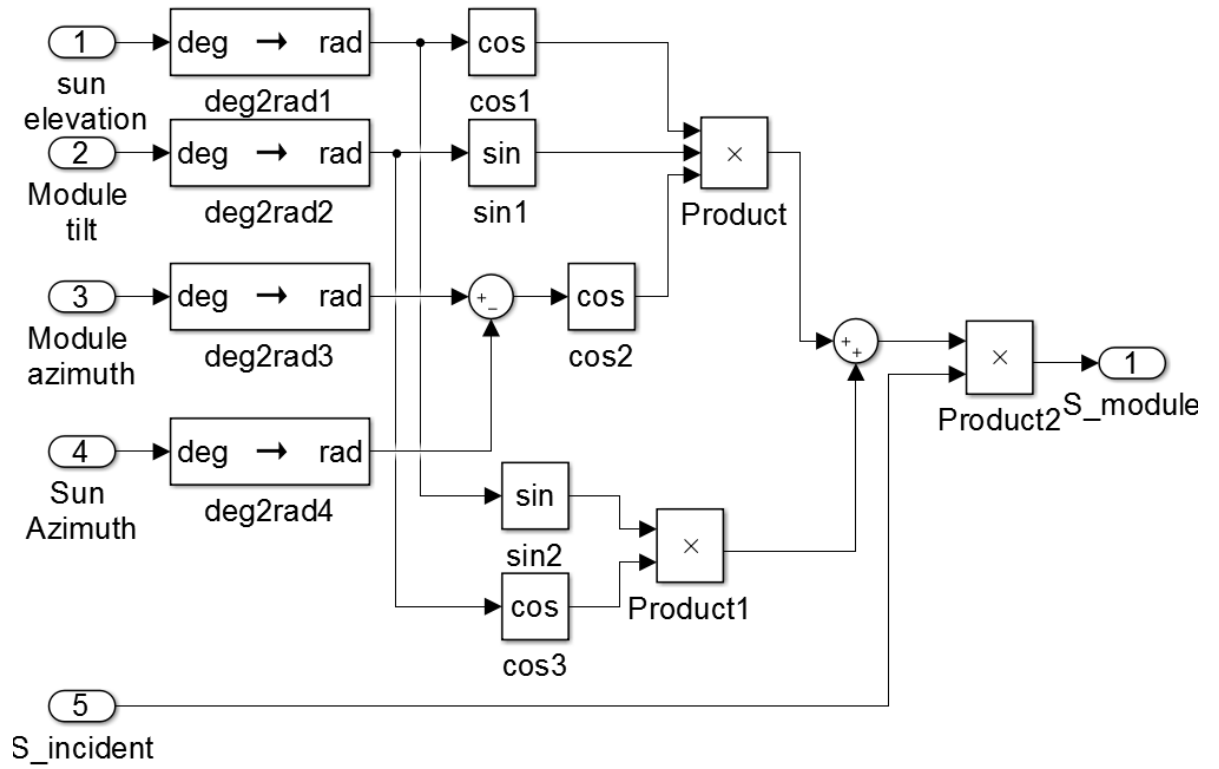 1
deg → rad
cos
sun
elevation
deg2rad1
cos1
2
deg → rad
sin
×
Module
tilt
deg2rad2
sin1
Product
3
deg → rad
+
−
cos
Module
azimuth
deg2rad3
cos2
+
+
×
1
Product2
S_module
4
deg → rad
Sun
Azimuth
deg2rad4
sin
sin2
×
Product1
cos
cos3
5
S_incident